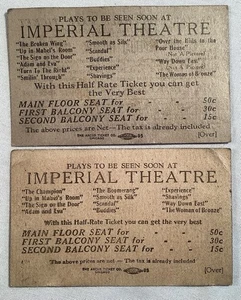 PLAYS TO BE SEEN SOON AT
IMPERIAL THEATRE
"The Broken Wing" "Smooth as Silk" "Over the Hills to the
"Up in Mabel's Room" "Scandal" Poor House"
"The Sign on the Door" "Buddies" Not A Picture
"Adam and Eva" "Experience" "Way Down East"
"Turn To The Right" "Shavings" Not A Picture
"Smilin' Through" "The Woman of Bronze"
With this Half Rate Ticket you can get
the Very Best
MAIN FLOOR SEAT for - - 50c
FIRST BALCONY SEAT for - - 30c
SECOND BALCONY SEAT for - 15c
The above prices are Net—The tax is already included.
[Over]
PLAYS TO BE SEEN SOON AT
IMPERIAL THEATRE
"The Champion" "The Boomerang" "Experience"
"Up in Mabel's Room" "Smooth as Silk" "Shavings"
"The Sign on the Door" "Scandal" "Way Down East"
"Adam and Eva" "Buddies" "The Woman of Bronze"
With this Half-Rate Ticket you can get the very best
MAIN FLOOR SEAT for - - 50c
FIRST BALCONY SEAT for - - 30c
SECOND BALCONY SEAT for - - 15c
The above prices are Net—The tax is already included
[Over]